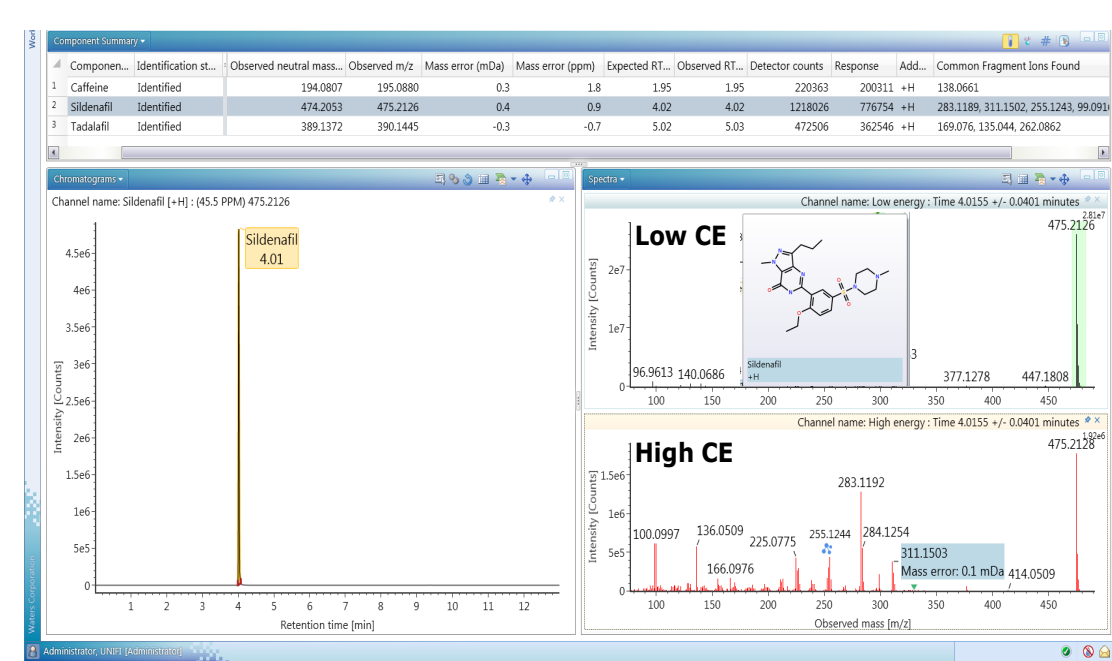 Component Summary
Componen... Identification st... Observed neutral mass... Observed m/z Mass error (mDa) Mass error (ppm) Expected RT... Observed RT... Detector counts Response Add... Common Fragment Ions Found
1 Caffeine Identified 194.0807 195.0880 0.3 1.8 1.95 1.95 220363 200311 +H 138.0661
2 Sildenafil Identified 474.2053 475.2126 0.4 0.9 4.02 4.02 1218026 776754 +H 283.1189, 311.1502, 255.1243, 99.091
3 Tadalafil Identified 389.1372 390.1445 -0.3 -0.7 5.02 5.03 472506 362546 +H 169.076, 135.044, 262.0862
Chromatograms
Channel name: Sildenafil [+H] : (45.5 PPM) 475.2126
Sildenafil
4.01
4.5e6
4e6
3.5e6
3e6
2.5e6
2e6
1.5e6
1e6
5e5
0
Intensity [Counts]
1 2 3 4 5 6 7 8 9 10 11 12
Retention time [min]
Spectra
Channel name: Low energy : Time 4.0155 +/- 0.0401 minutes
2.81e7
475.2126
Low CE
2e7
1e7
0
Intensity [Counts]
96.9613 140.0686
Sildenafil
+H
3
377.1278 447.1808
100 150 200 250 300 350 400 450
Channel name: High energy : Time 4.0155 +/- 0.0401 minutes
1.92e6
475.2128
High CE
1.5e6
1e6
5e5
0
Intensity [Counts]
283.1192
100.0997 136.0509 225.0775 255.1244 284.1254
166.0976
311.1503
Mass error: 0.1 mDa
414.0509
100 150 200 250 300 350 400 450
Observed mass [m/z]
Waters Corporation
Administrator, UNIFI [Administrator]